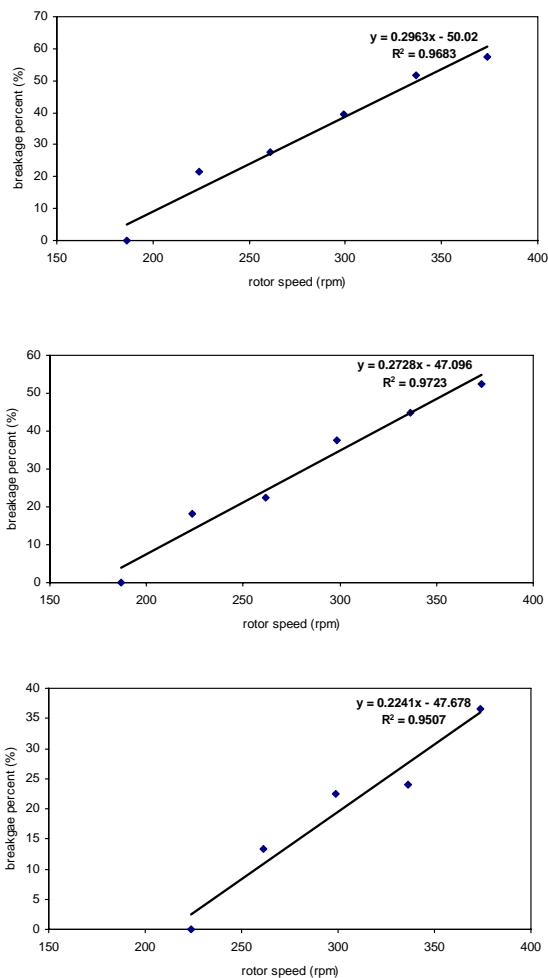 70
y = 0.2963x - 50.02
60
R² = 0.9683
50
40
30
20
10
0
breakage percent (%)
150 200 250 300 350 400
rotor speed (rpm)
60
y = 0.2728x - 47.096
R² = 0.9723
50
40
30
20
10
0
breakage percent (%)
150 200 250 300 350 400
rotor speed (rpm)
40
y = 0.2241x - 47.678
R² = 0.9507
35
30
25
20
15
10
5
0
breakgae percent (%)
150 200 250 300 350 400
rotor speed (rpm)